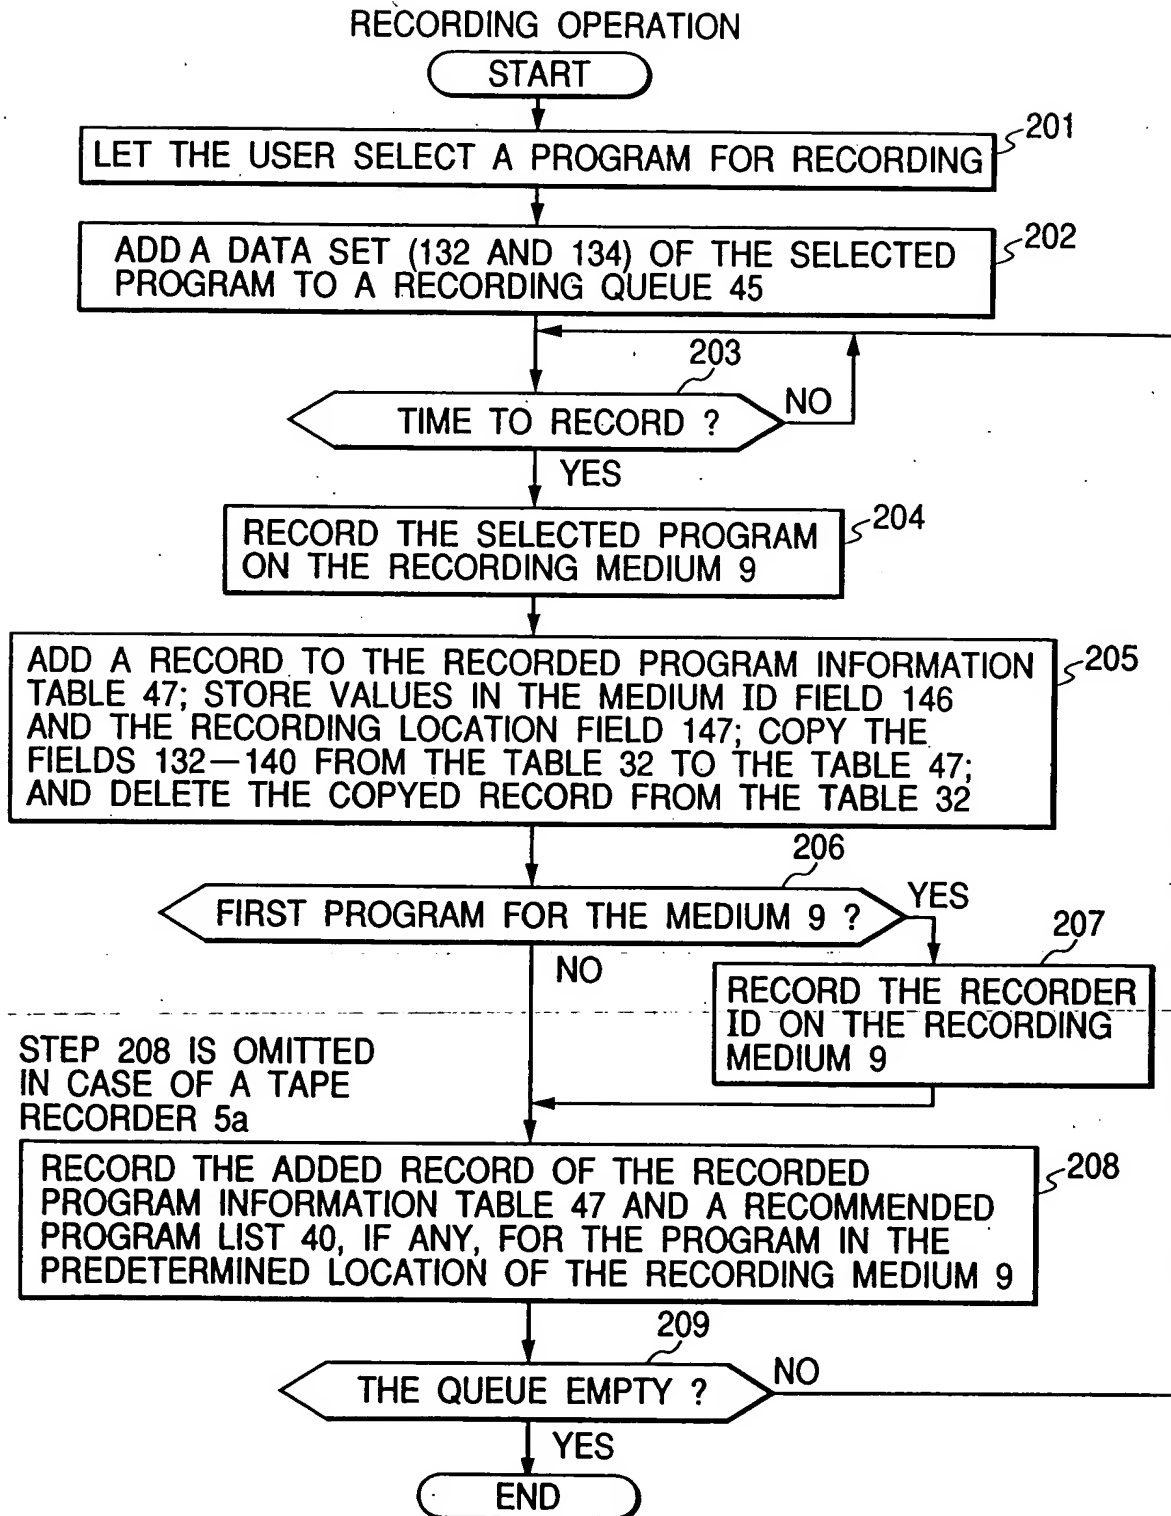 RECORDING OPERATION
START
201
LET THE USER SELECT A PROGRAM FOR RECORDING
202
ADD A DATA SET (132 AND 134) OF THE SELECTED
PROGRAM TO A RECORDING QUEUE 45
203
TIME TO RECORD ?
NO
YES
204
RECORD THE SELECTED PROGRAM
ON THE RECORDING MEDIUM 9
205
ADD A RECORD TO THE RECORDED PROGRAM INFORMATION
TABLE 47; STORE VALUES IN THE MEDIUM ID FIELD 146
AND THE RECORDING LOCATION FIELD 147; COPY THE
FIELDS 132—140 FROM THE TABLE 32 TO THE TABLE 47;
AND DELETE THE COPYED RECORD FROM THE TABLE 32
206
FIRST PROGRAM FOR THE MEDIUM 9 ?
YES
NO
207
RECORD THE RECORDER
ID ON THE RECORDING
MEDIUM 9
STEP 208 IS OMITTED
IN CASE OF A TAPE
RECORDER 5a
208
RECORD THE ADDED RECORD OF THE RECORDED
PROGRAM INFORMATION TABLE 47 AND A RECOMMENDED
PROGRAM LIST 40, IF ANY, FOR THE PROGRAM IN THE
PREDETERMINED LOCATION OF THE RECORDING MEDIUM 9
209
THE QUEUE EMPTY ?
NO
YES
END